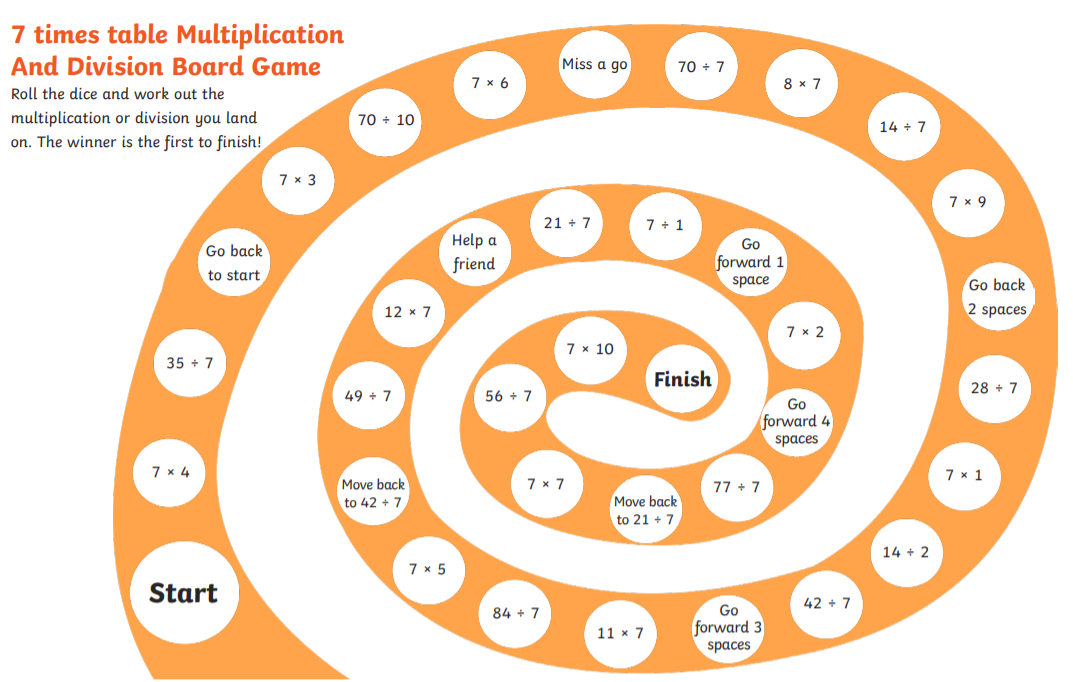 7 times table Multiplication
And Division Board Game
Roll the dice and work out the
multiplication or division you land
on. The winner is the first to finish!
Start
7 × 4
35 ÷ 7
Go back
to start
7 × 3
70 ÷ 10
7 × 6
Miss a go
70 ÷ 7
8 × 7
14 ÷ 7
7 × 9
Go back
2 spaces
28 ÷ 7
7 × 1
14 ÷ 2
42 ÷ 7
Go
forward 3
spaces
11 × 7
84 ÷ 7
7 × 5
Move back
to 42 ÷ 7
49 ÷ 7
12 × 7
Help a
friend
21 ÷ 7
7 ÷ 1
Go
forward 1
space
7 × 2
Go
forward 4
spaces
77 ÷ 7
Move back
to 21 ÷ 7
7 × 7
56 ÷ 7
7 × 10
Finish